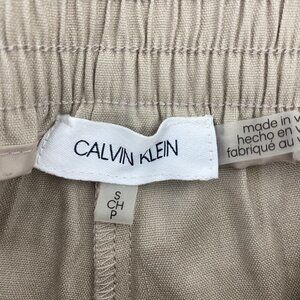 CALVIN KLEIN
S
CH
P
made in
hecho en
fabriqué au